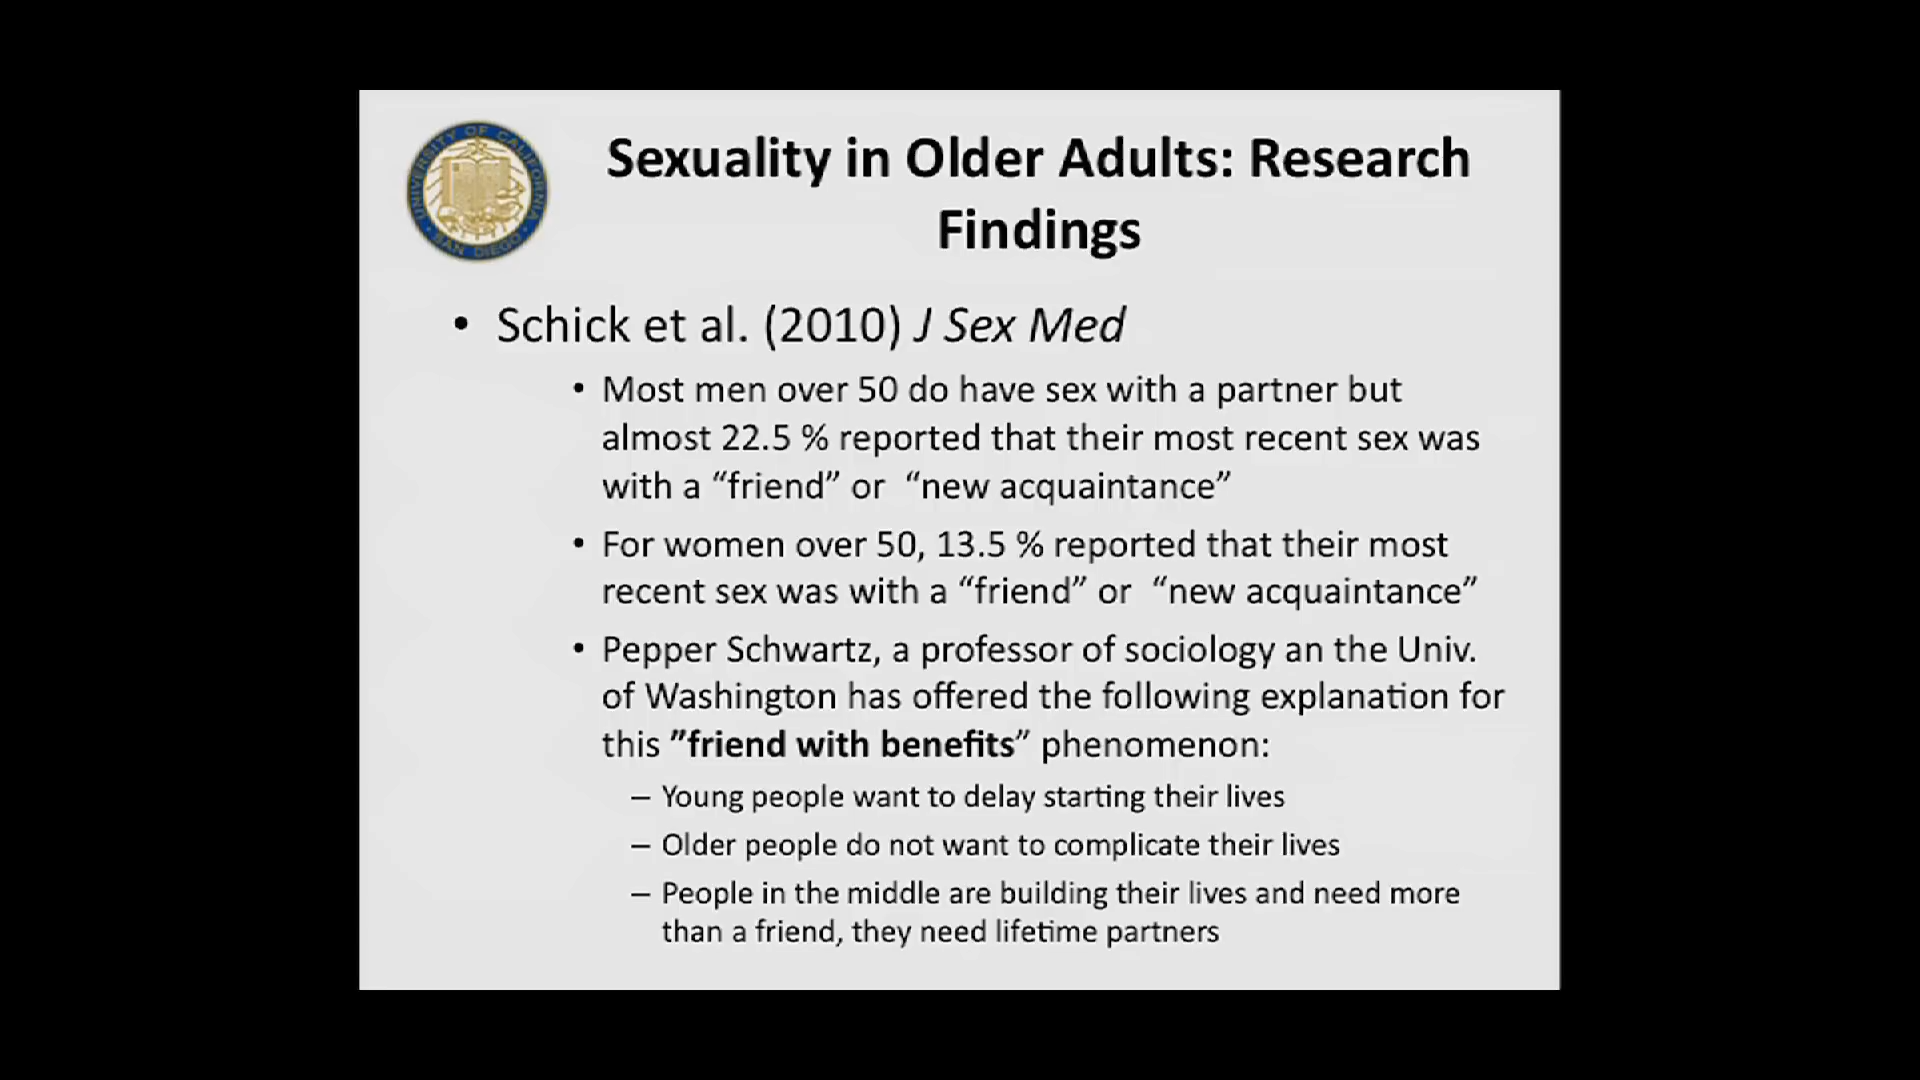 UNIVERSITY OF CALIFORNIA
SAN DIEGO
Sexuality in Older Adults: Research
Findings
• Schick et al. (2010) J Sex Med
• Most men over 50 do have sex with a partner but
almost 22.5 % reported that their most recent sex was
with a “friend” or “new acquaintance”
• For women over 50, 13.5 % reported that their most
recent sex was with a “friend” or “new acquaintance”
• Pepper Schwartz, a professor of sociology an the Univ.
of Washington has offered the following explanation for
this ”friend with benefits” phenomenon:
– Young people want to delay starting their lives
– Older people do not want to complicate their lives
– People in the middle are building their lives and need more
than a friend, they need lifetime partners